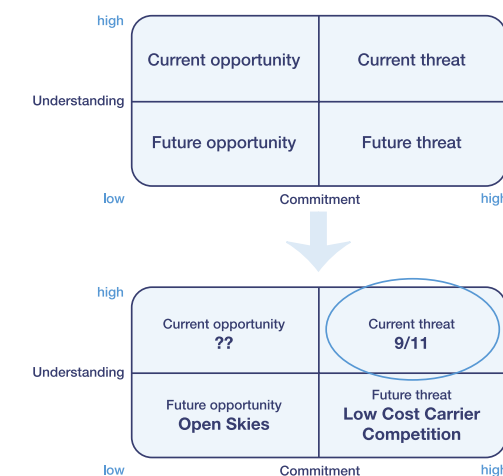 high
Current opportunity Current threat
Understanding
Future opportunity Future threat
low Commitment high
high
Current opportunity Current threat
?? 9/11
Understanding
Future opportunity Future threat
Open Skies Low Cost Carrier
Competition
low Commitment high